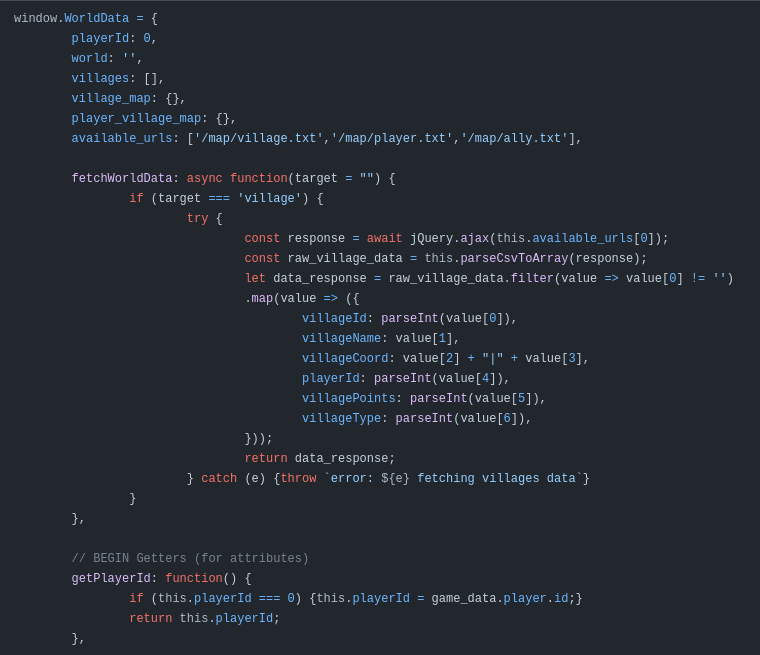 window.WorldData = {
playerId: 0,
world: '',
villages: [],
village_map: {},
player_village_map: {},
available_urls: ['/map/village.txt','/map/player.txt','/map/ally.txt'],
fetchWorldData: async function(target = "") {
if (target === 'village') {
try {
const response = await jQuery.ajax(this.available_urls[0]);
const raw_village_data = this.parseCsvToArray(response);
let data_response = raw_village_data.filter(value => value[0] != '')
.map(value => ({
villageId: parseInt(value[0]),
villageName: value[1],
villageCoord: value[2] + "|" + value[3],
playerId: parseInt(value[4]),
villagePoints: parseInt(value[5]),
villageType: parseInt(value[6]),
}));
return data_response;
} catch (e) {throw `error: ${e} fetching villages data`}
}
},
// BEGIN Getters (for attributes)
getPlayerId: function() {
if (this.playerId === 0) {this.playerId = game_data.player.id;}
return this.playerId;
},